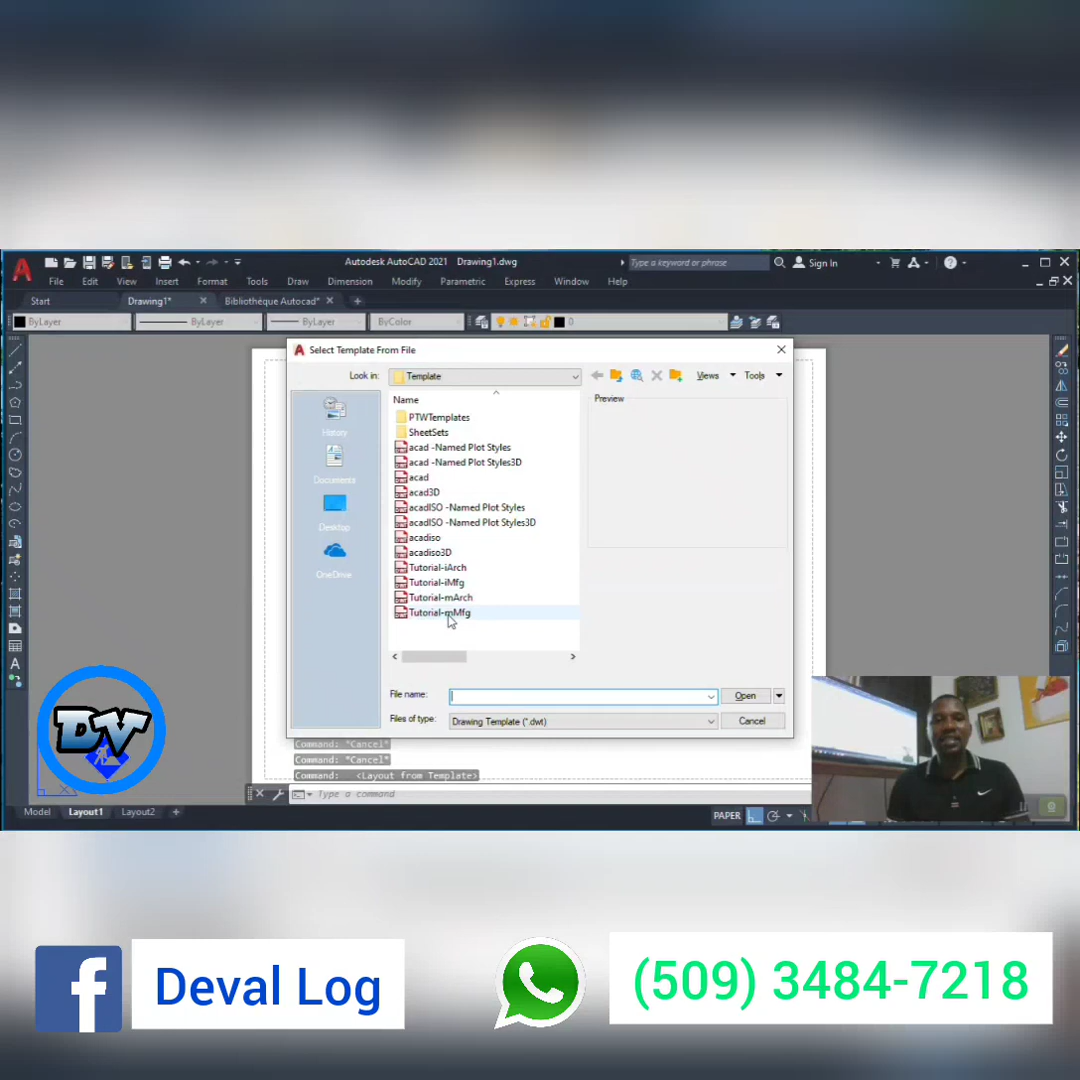 Autodesk AutoCAD 2021 Drawing1.dwg
Type a keyword or phrase
Sign In
File Edit View Insert Format Tools Draw Dimension Modify Parametric Express Window Help
Start Drawing1* Bibliothéque Autocad*
ByLayer ByLayer ByLayer ByColor 0
Select Template From File
Look in: Template
Views Tools
Name
Preview
PTWTemplates
SheetSets
acad -Named Plot Styles
acad -Named Plot Styles3D
acad
acad3D
acadISO -Named Plot Styles
acadISO -Named Plot Styles3D
acadiso
acadiso3D
Tutorial-iArch
Tutorial-iMfg
Tutorial-mArch
Tutorial-mMfg
History
Documents
Desktop
OneDrive
File name: Open
Files of type: Drawing Template (*.dwt) Cancel
Command: *Cancel*
Command: *Cancel*
Command: <Layout from Template>
Type a command
Model Layout1 Layout2 +
PAPER
DV
f Deval Log
(509) 3484-7218